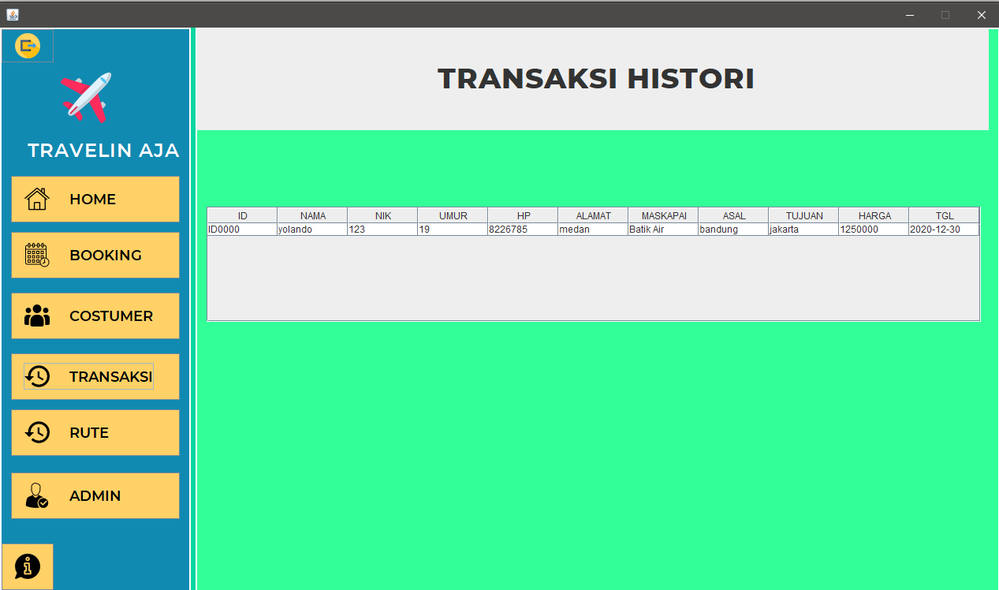 TRAVELIN AJA
HOME
BOOKING
COSTUMER
TRANSAKSI
RUTE
ADMIN
TRANSAKSI HISTORI
ID NAMA NIK UMUR HP ALAMAT MASKAPAI ASAL TUJUAN HARGA TGL
ID0000 yolando 123 19 8226785 medan Batik Air bandung jakarta 1250000 2020-12-30